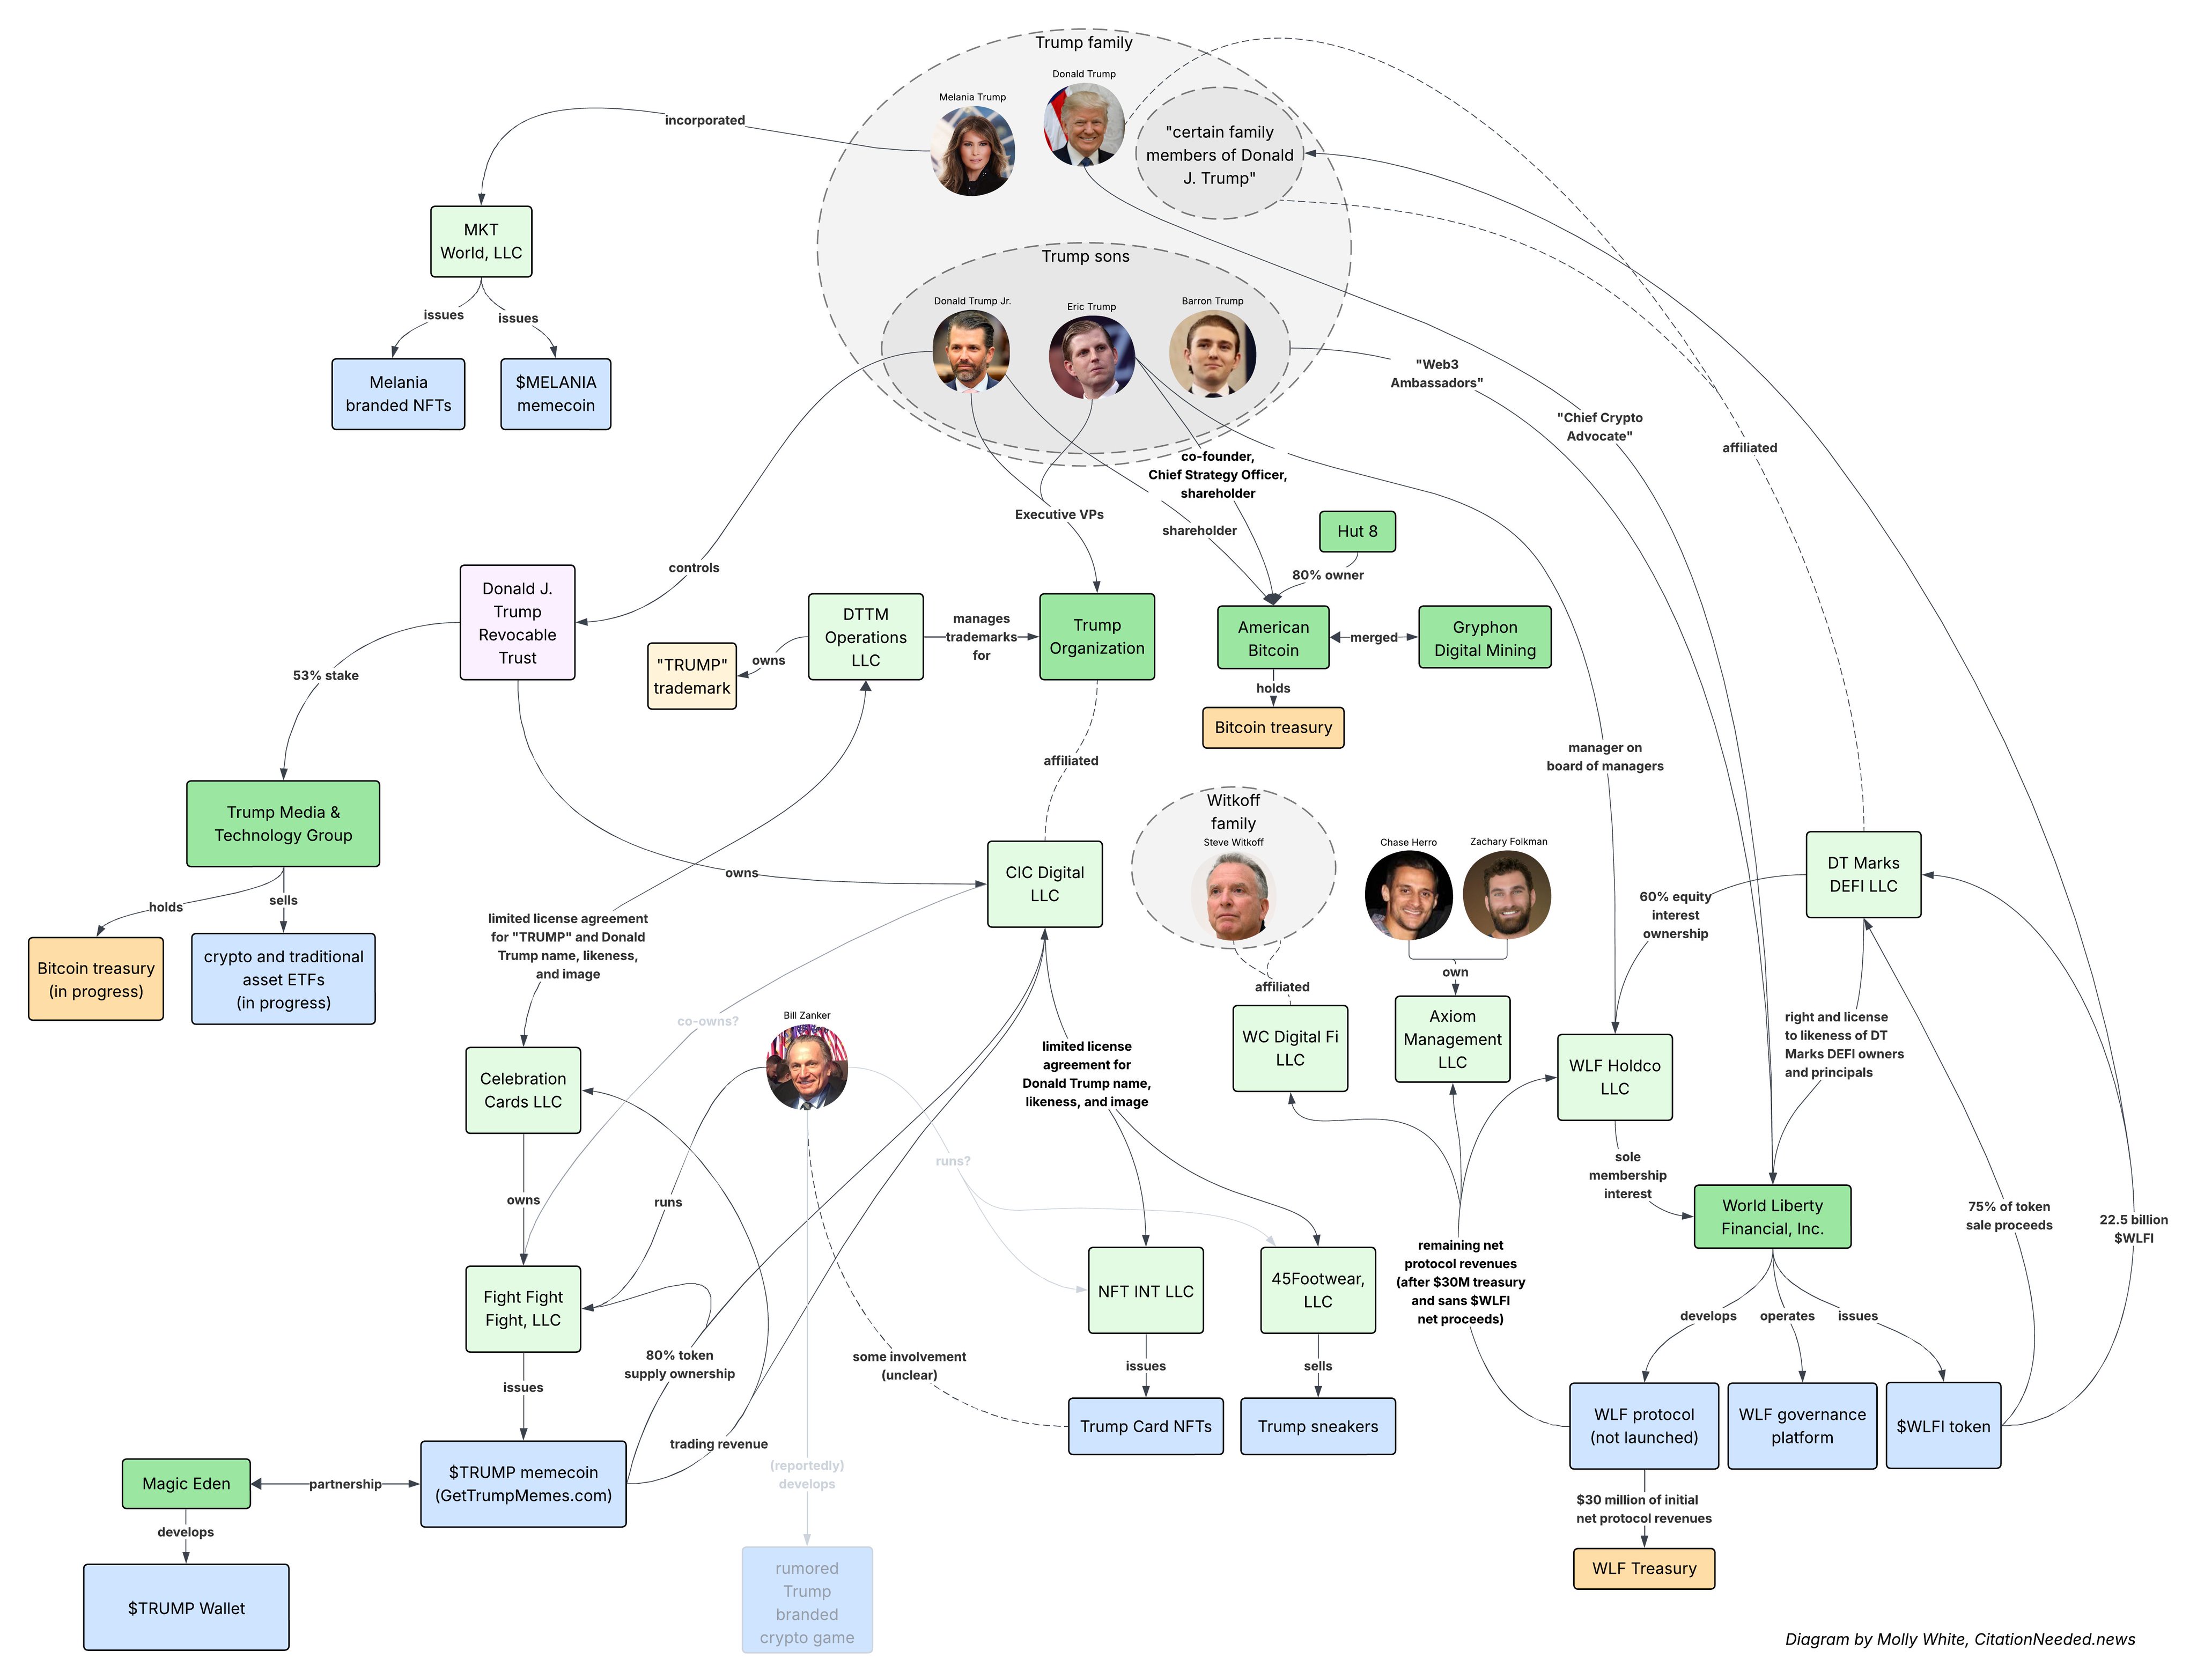 Trump family
Donald Trump
Melania Trump
"certain family
members of Donald
J. Trump"
incorporated
MKT
World, LLC
issues
issues
Melania
branded NFTs
$MELANIA
memecoin
Trump sons
Donald Trump Jr.
Eric Trump
Barron Trump
"Web3
Ambassadors"
"Chief Crypto
Advocate"
affiliated
co-founder,
Chief Strategy Officer,
shareholder
Executive VPs
shareholder
Hut 8
80% owner
controls
Donald J.
Trump
Revocable
Trust
DTTM
Operations
LLC
manages
trademarks
for
Trump
Organization
American
Bitcoin
merged
Gryphon
Digital Mining
"TRUMP"
trademark
owns
53% stake
holds
Bitcoin treasury
affiliated
manager on
board of managers
Trump Media &
Technology Group
holds
sells
Bitcoin treasury
(in progress)
crypto and traditional
asset ETFs
(in progress)
owns
CIC Digital
LLC
Witkoff
family
Steve Witkoff
Chase Herro
Zachary Folkman
DT Marks
DEFI LLC
60% equity
interest
ownership
limited license agreement
for "TRUMP" and Donald
Trump name, likeness,
and image
co-owns?
Bill Zanker
affiliated
own
WC Digital Fi
LLC
Axiom
Management
LLC
WLF Holdco
LLC
right and license
to likeness of DT
Marks DEFI owners
and principals
limited license
agreement for
Donald Trump name,
likeness, and image
Celebration
Cards LLC
owns
runs
runs?
sole
membership
interest
World Liberty
Financial, Inc.
75% of token
sale proceeds
22.5 billion
$WLFI
Fight Fight
Fight, LLC
NFT INT LLC
45Footwear,
LLC
remaining net
protocol revenues
(after $30M treasury
and sans $WLFI
net proceeds)
develops
operates
issues
80% token
supply ownership
some involvement
(unclear)
issues
issues
sells
Trump Card NFTs
Trump sneakers
WLF protocol
(not launched)
WLF governance
platform
$WLFI token
trading revenue
(reportedly)
develops
Magic Eden
partnership
$TRUMP memecoin
(GetTrumpMemes.com)
develops
$TRUMP Wallet
rumored
Trump
branded
crypto game
$30 million of initial
net protocol revenues
WLF Treasury
Diagram by Molly White, CitationNeeded.news